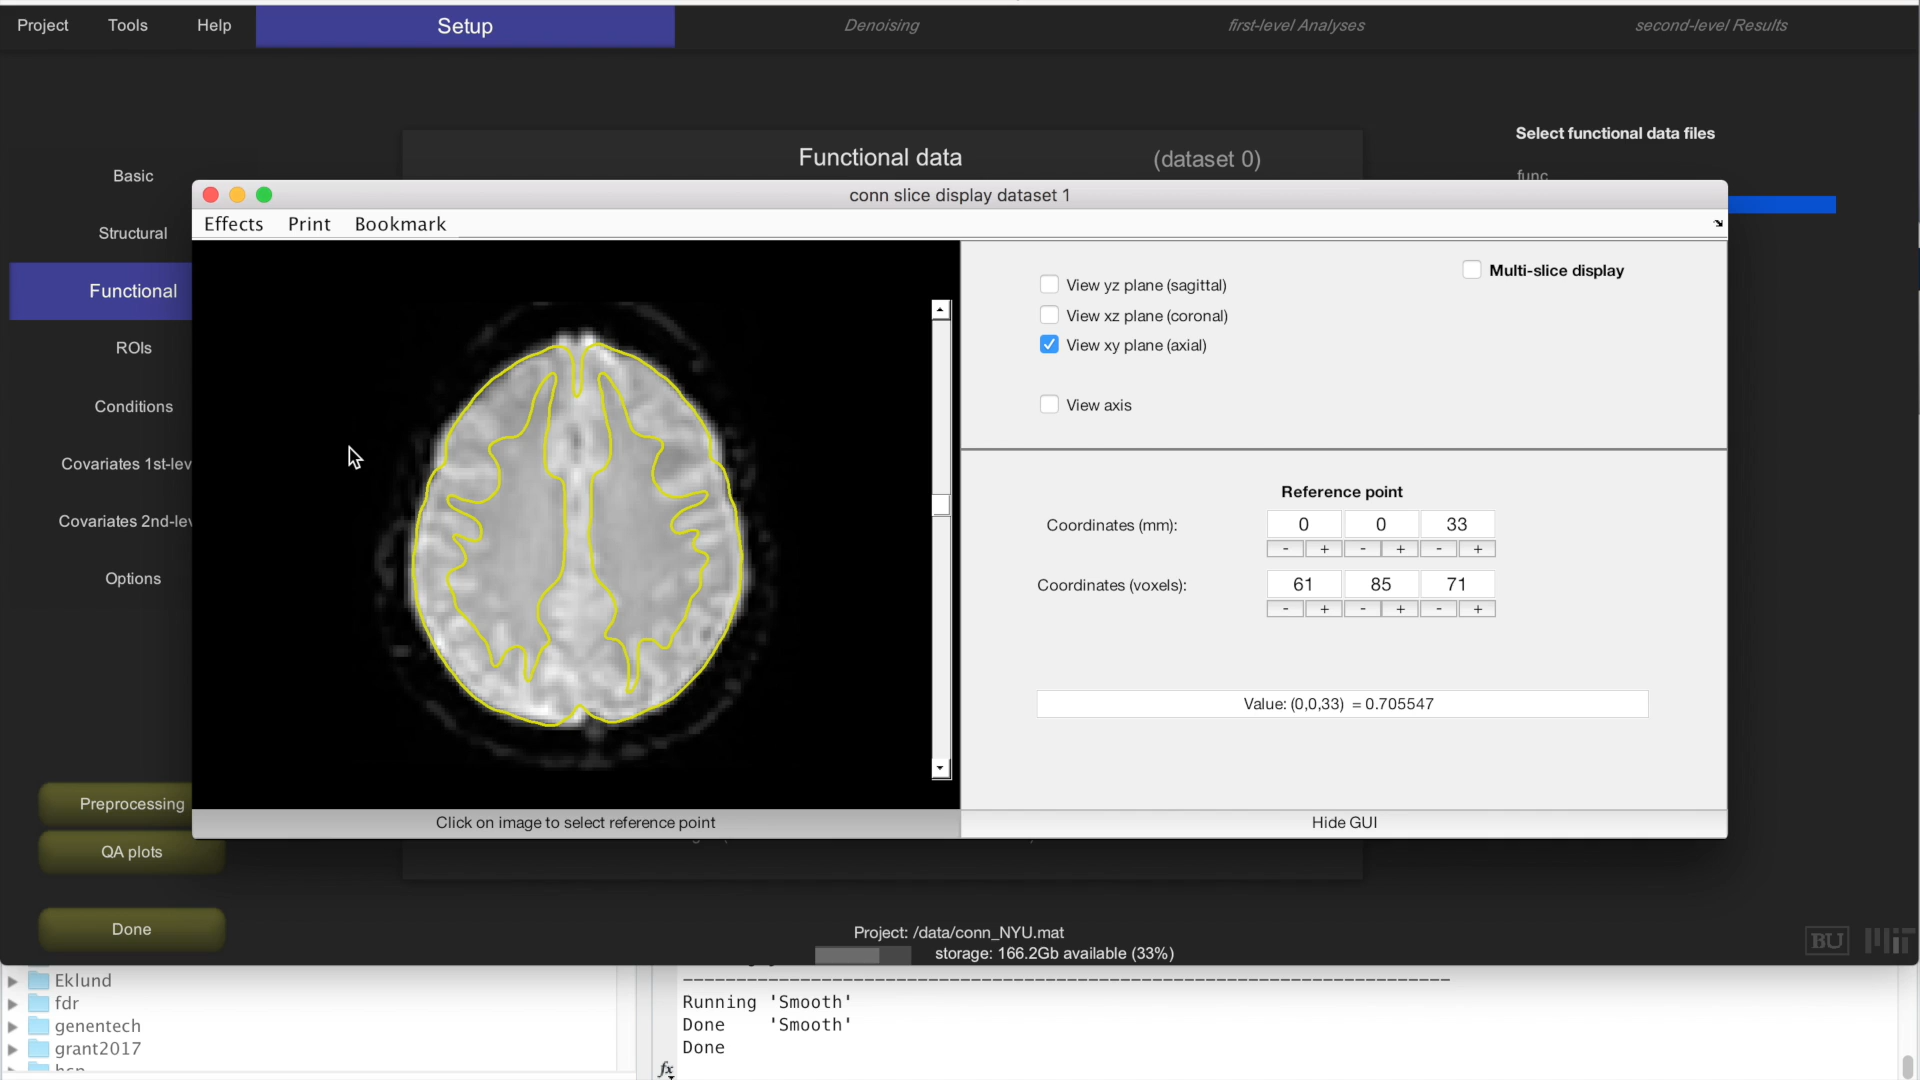 Project Tools Help Setup Denoising first-level Analyses second-level Results
Select functional data files
Functional data (dataset 0)
func
Basic
Structural
Functional
ROIs
Conditions
Covariates 1st-lev
Covariates 2nd-lev
Options
Preprocessing
QA plots
Done
conn slice display dataset 1
Effects Print Bookmark
View yz plane (sagittal)
View xz plane (coronal)
View xy plane (axial)
View axis
Multi-slice display
Reference point
Coordinates (mm): 0 0 33
- + - + - +
Coordinates (voxels): 61 85 71
- + - + - +
Value: (0,0,33) = 0.705547
Click on image to select reference point
Hide GUI
Project: /data/conn_NYU.mat
storage: 166.2Gb available (33%)
BU MIT
Eklund
fdr
genentech
grant2017
hcp
Running 'Smooth'
Done 'Smooth'
Done
fx